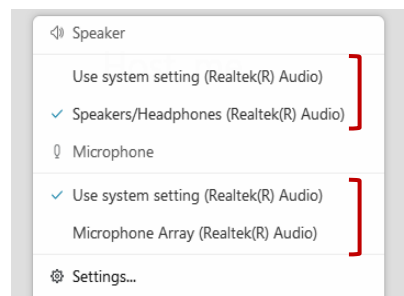 Speaker
Use system setting (Realtek(R) Audio)
Speakers/Headphones (Realtek(R) Audio)
Microphone
Use system setting (Realtek(R) Audio)
Microphone Array (Realtek(R) Audio)
Settings...